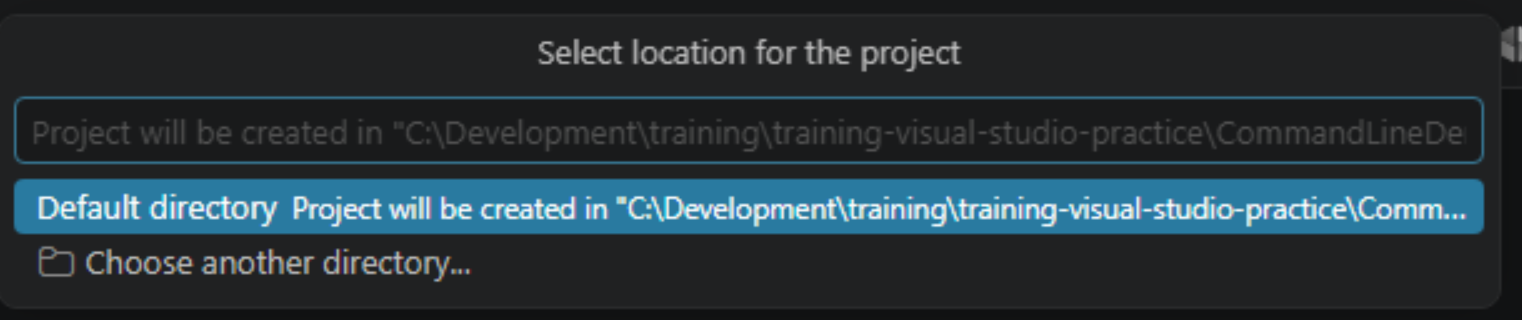 Select location for the project
Project will be created in "C:\Development\training\training-visual-studio-practice\CommandLineDe
Default directory Project will be created in "C:\Development\training\training-visual-studio-practice\Comm...
Choose another directory...